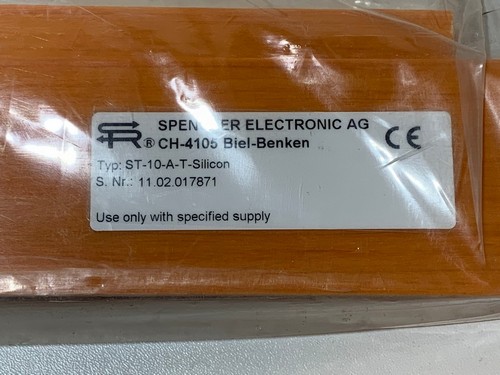 ELECTRONIC AG
® CH-4105 Biel-Benken
CE
Typ: ST-10-A-T-Silicon
S. Nr.: 11.02.017871
Use only with specified supply